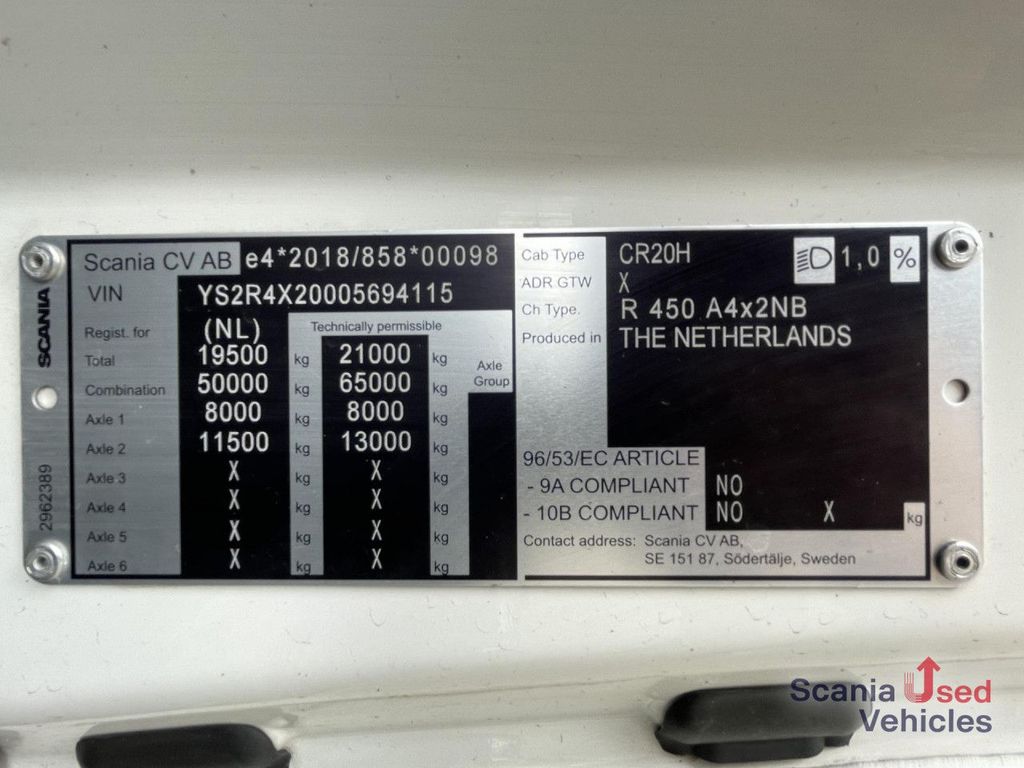 SCANIA
2962389
Scania CV AB e4*2018/858*00098
VIN YS2R4X20005694115
Regist. for (NL) Technically permissible
Total 19500 kg 21000 kg Axle Group
Combination 50000 kg 65000 kg
Axle 1 8000 kg 8000 kg
Axle 2 11500 kg 13000 kg
Axle 3 X kg X kg
Axle 4 X kg X kg
Axle 5 X kg X kg
Axle 6 X kg X kg
Cab Type CR20H 1,0 %
ADR GTW X
Ch Type. R 450 A4x2NB
Produced in THE NETHERLANDS
96/53/EC ARTICLE
- 9A COMPLIANT NO
- 10B COMPLIANT NO X kg
Contact address: Scania CV AB,
SE 151 87, Södertälje, Sweden
Scania Used
Vehicles